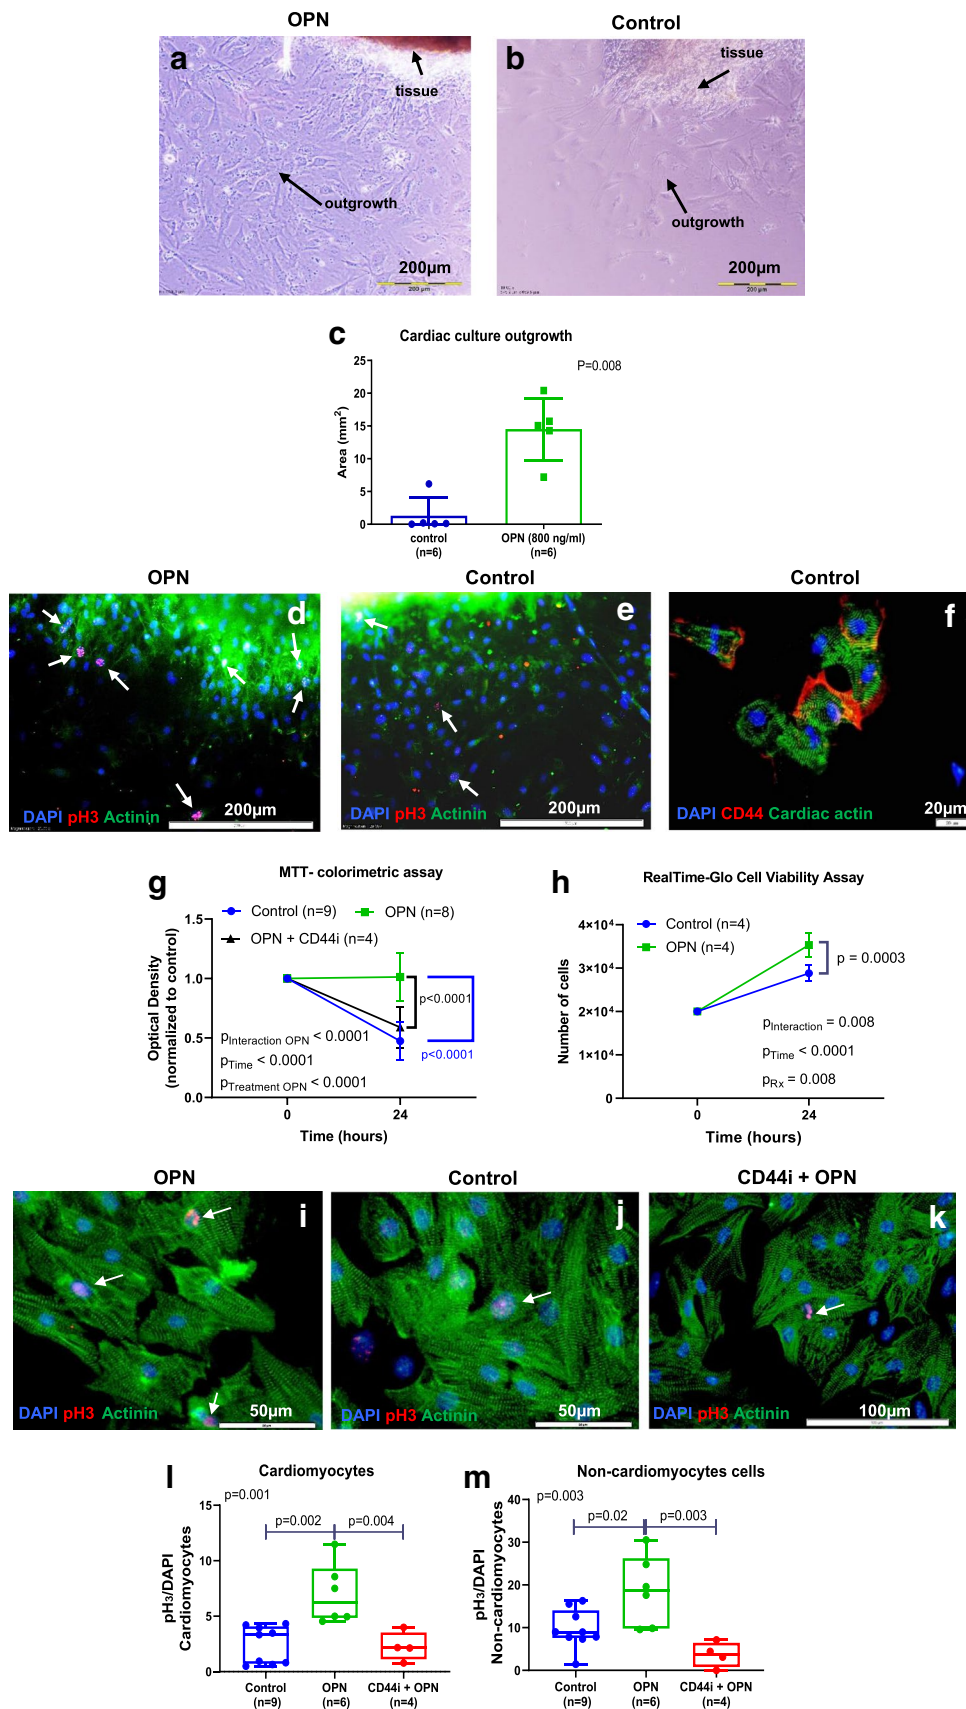 OPN
Control
a
tissue
outgrowth
200µm
200 µm
b
tissue
outgrowth
200µm
200 µm
c
Cardiac culture outgrowth
P=0.008
Area (mm²)
25
20
15
10
5
0
control
(n=6)
OPN (800 ng/ml)
(n=6)
OPN
Control
Control
d
DAPI pH3 Actinin
200µm
e
DAPI pH3 Actinin
200µm
f
DAPI CD44 Cardiac actin
20µm
g
MTT- colorimetric assay
Control (n=9)
OPN (n=8)
OPN + CD44i (n=4)
Optical Density
(normalized to control)
1.5
1.0
0.5
0.0
p<0.0001
p<0.0001
pInteraction OPN < 0.0001
pTime < 0.0001
pTreatment OPN < 0.0001
0
24
Time (hours)
h
RealTime-Glo Cell Viability Assay
Control (n=4)
OPN (n=4)
Number of cells
4×10⁴
3×10⁴
2×10⁴
1×10⁴
0
p = 0.0003
pInteraction = 0.008
pTime < 0.0001
pRx = 0.008
0
24
Time (hours)
OPN
Control
CD44i + OPN
i
DAPI pH3 Actinin
50µm
j
DAPI pH3 Actinin
50µm
k
DAPI pH3 Actinin
100µm
l
Cardiomyocytes
p=0.001
p=0.002
p=0.004
pH3/DAPI
Cardiomyocytes
15
10
5
0
Control
(n=9)
OPN
(n=6)
CD44i + OPN
(n=4)
m
Non-cardiomyocytes cells
p=0.003
p=0.02
p=0.003
pH3/DAPI
Non-cardiomyocytes
40
30
20
10
0
Control
(n=9)
OPN
(n=6)
CD44i + OPN
(n=4)